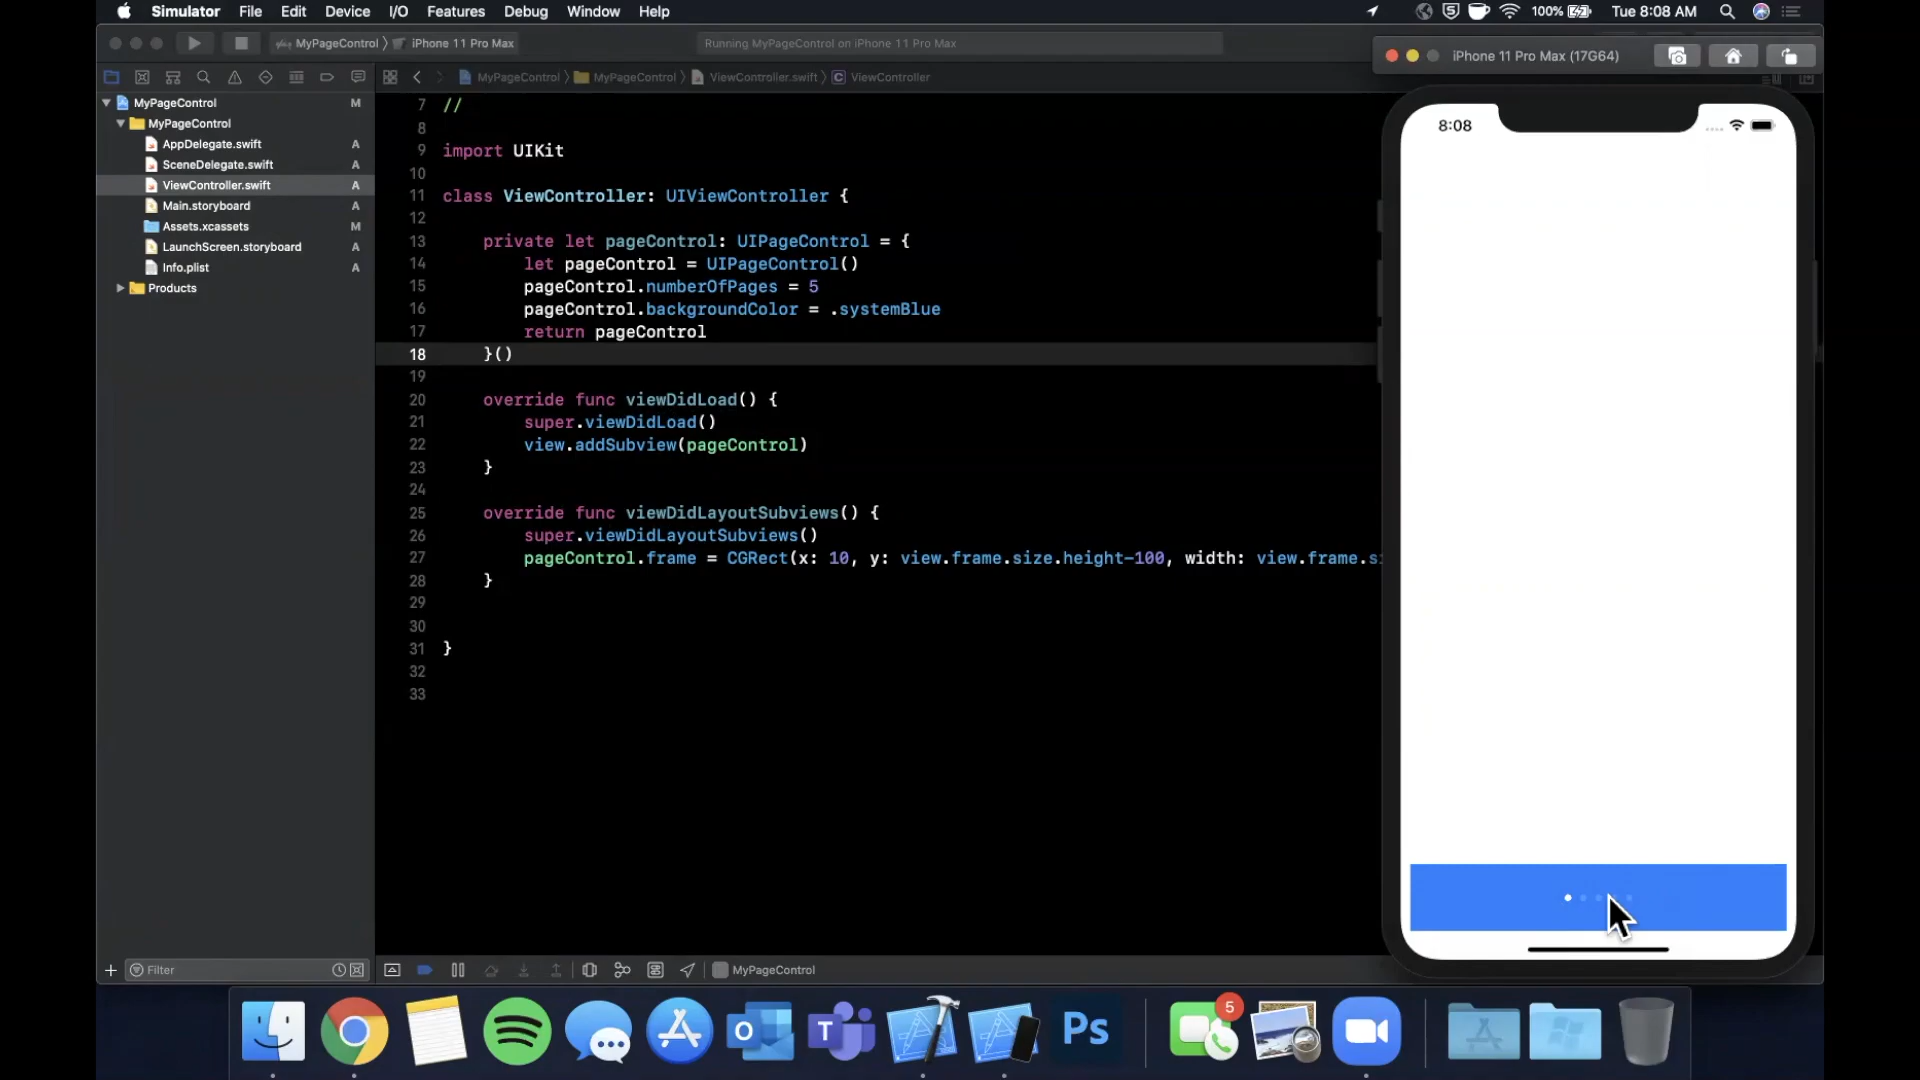 Simulator File Edit Device I/O Features Debug Window Help
100% Tue 8:08 AM
MyPageControl iPhone 11 Pro Max
Running MyPageControl on iPhone 11 Pro Max
iPhone 11 Pro Max (17G64)
MyPageControl MyPageControl ViewController.swift C ViewController
MyPageControl M
MyPageControl
AppDelegate.swift A
SceneDelegate.swift A
ViewController.swift A
Main.storyboard A
Assets.xcassets M
LaunchScreen.storyboard A
Info.plist A
Products
7 //
8
9 import UIKit
10
11 class ViewController: UIViewController {
12
13 private let pageControl: UIPageControl = {
14 let pageControl = UIPageControl()
15 pageControl.numberOfPages = 5
16 pageControl.backgroundColor = .systemBlue
17 return pageControl
18 }()
19
20 override func viewDidLoad() {
21 super.viewDidLoad()
22 view.addSubview(pageControl)
23 }
24
25 override func viewDidLayoutSubviews() {
26 super.viewDidLayoutSubviews()
27 pageControl.frame = CGRect(x: 10, y: view.frame.size.height-100, width: view.frame.si
28 }
29
30
31 }
32
33
8:08
Filter
MyPageControl
O
T
Ps
5